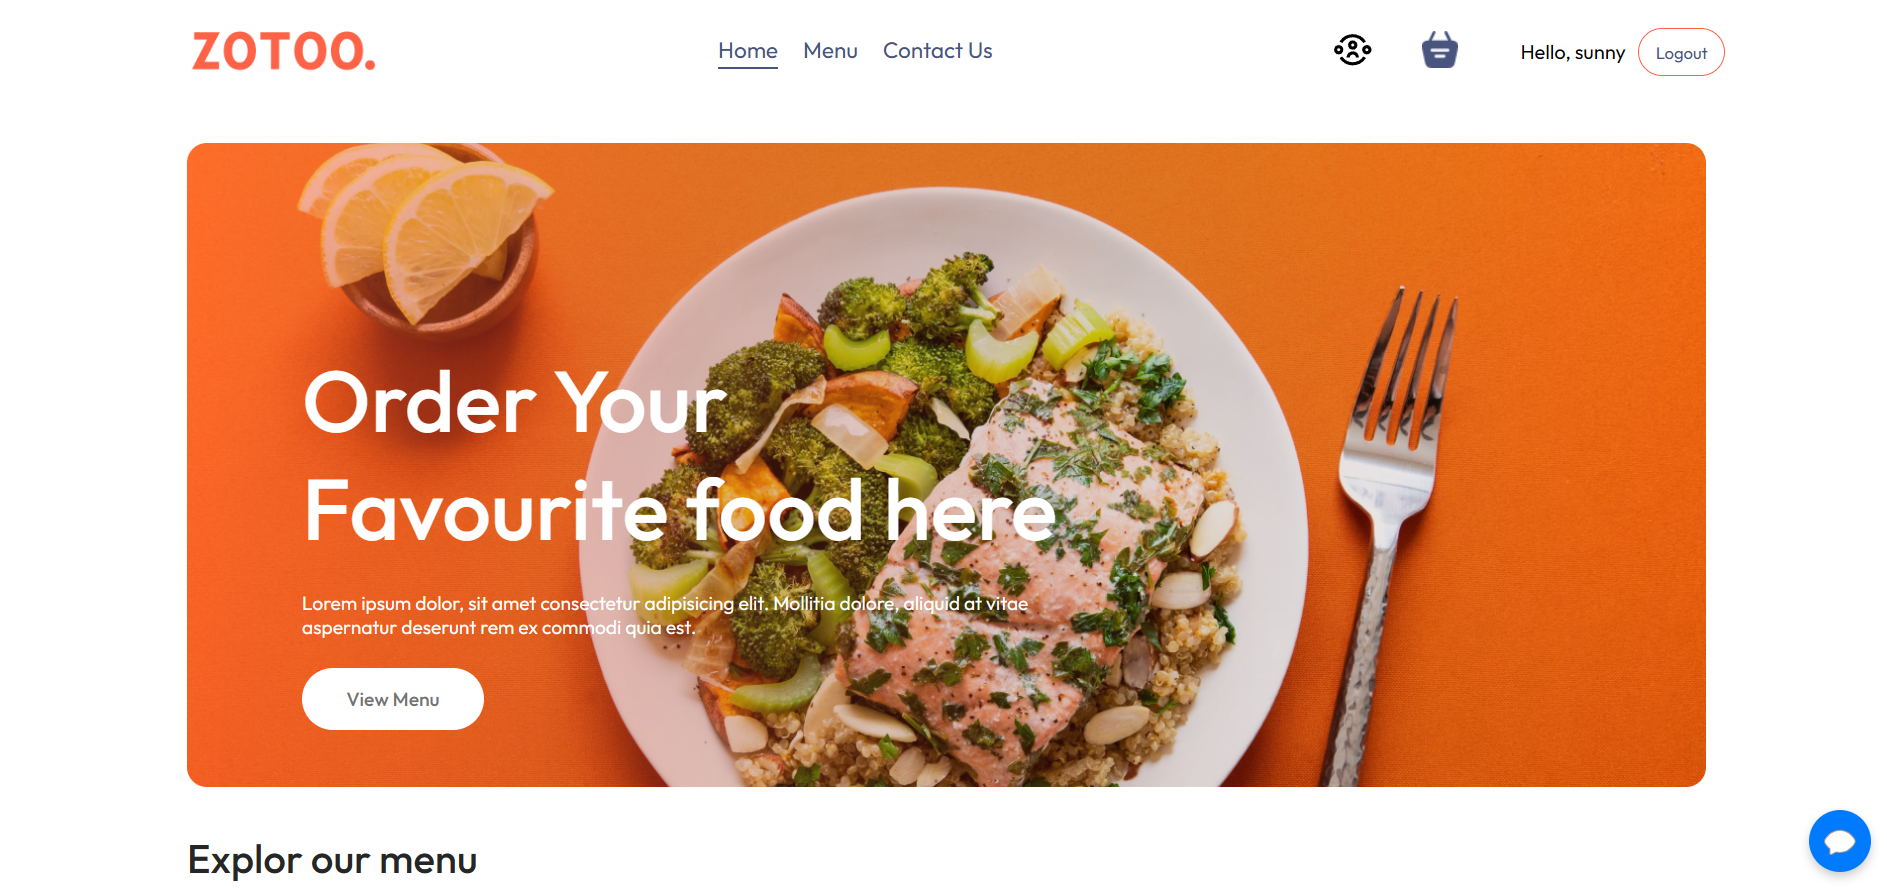 ZOTOO.
Home Menu Contact Us
Hello, sunny Logout
Order Your
Favourite food here
Lorem ipsum dolor, sit amet consectetur adipisicing elit. Mollitia dolore, aliquid at vitae
aspernatur deserunt rem ex commodi quia est.
View Menu
Explor our menu